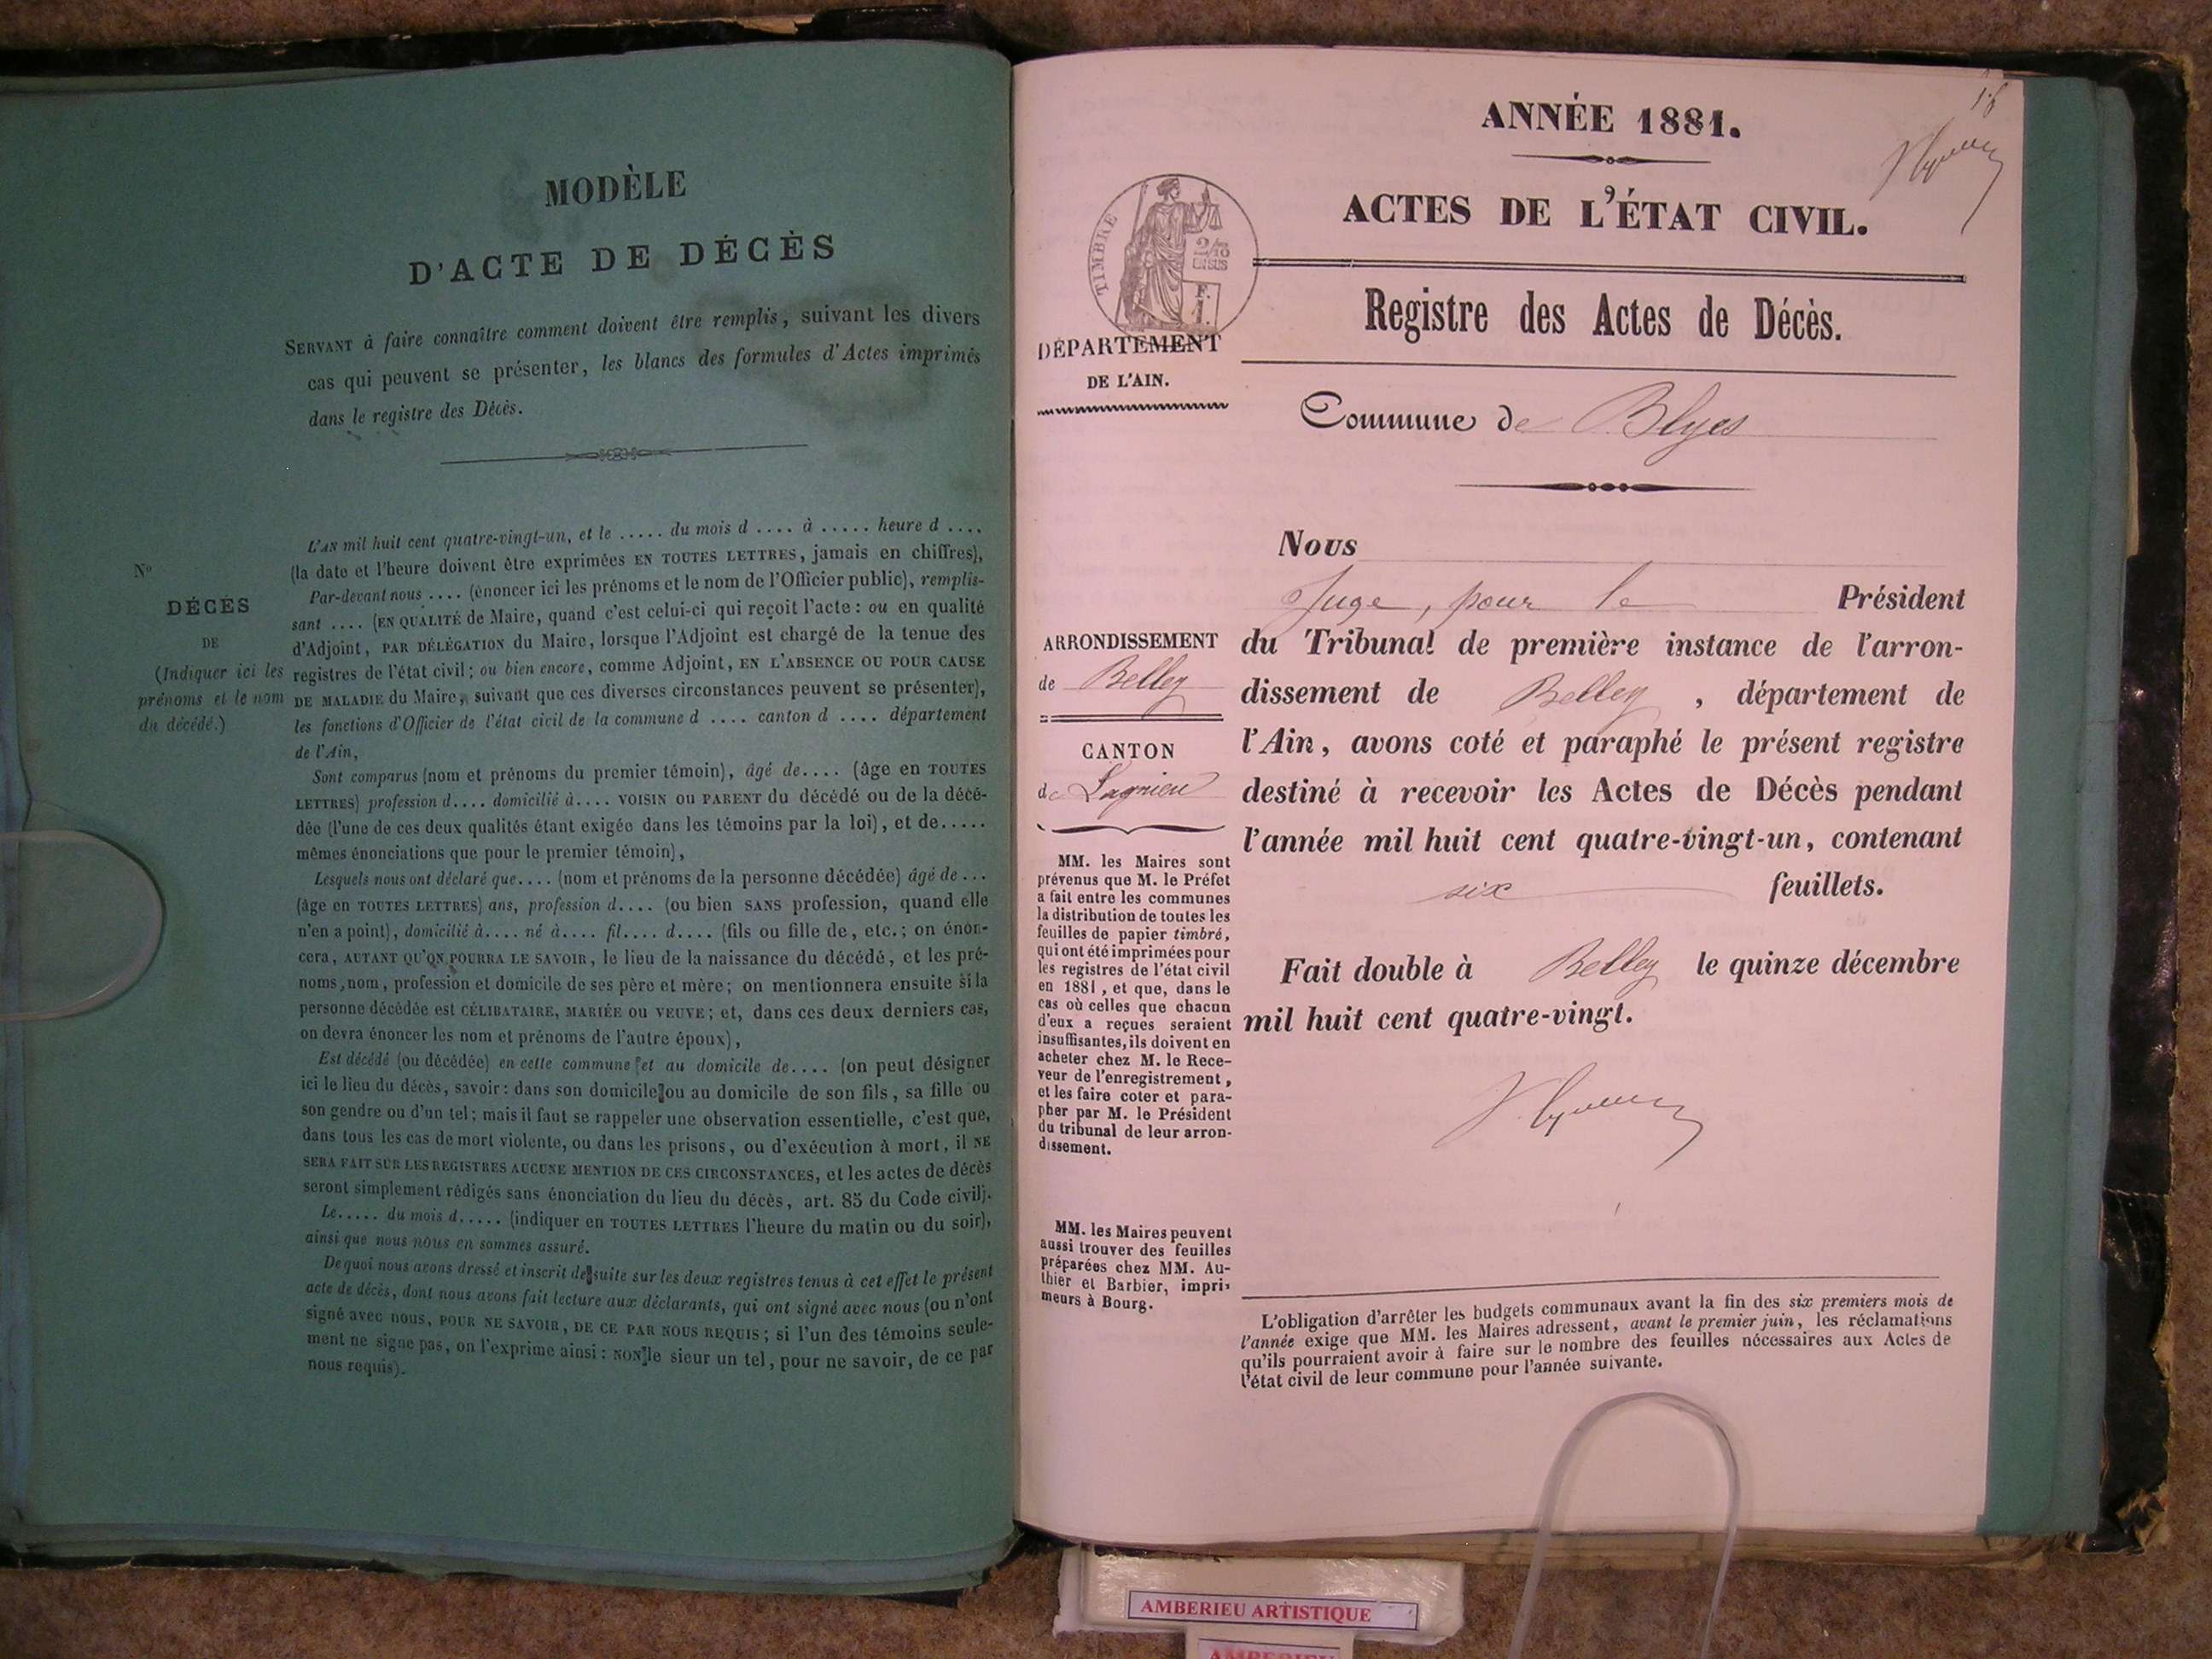 MODÈLE
D'ACTE DE DÉCÈS
SERVANT à faire connaître comment doivent être remplis, suivant les divers
cas qui peuvent se présenter, les blancs des formules d'Actes imprimés
dans le registre des Décès.
No
DÉCÈS
DE
(Indiquer ici les
prénoms et le nom
du décédé.)
L'AN mil huit cent quatre-vingt-un, et le ..... du mois d .... à ..... heure d ....
(la date et l'heure doivent être exprimées EN TOUTES LETTRES, jamais en chiffres),
Par-devant nous .... (énoncer ici les prénoms et le nom de l'Officier public), remplis-
sant .... (EN QUALITÉ de Maire, quand c'est celui-ci qui reçoit l'acte : ou en qualité
d'Adjoint, PAR DÉLÉGATION du Maire, lorsque l'Adjoint est chargé de la tenue des
registres de l'état civil ; ou bien encore, comme Adjoint, EN L'ABSENCE OU POUR CAUSE
DE MALADIE du Maire, suivant que ces diverses circonstances peuvent se présenter),
les fonctions d'Officier de l'état civil de la commune d .... canton d .... département
de l'Ain,
Sont comparus (nom et prénoms du premier témoin), âgé de.... (âge en TOUTES
LETTRES) profession d.... domicilié à.... VOISIN OU PARENT du décédé ou de la décé-
dée (l'une de ces deux qualités étant exigée dans les témoins par la loi), et de.....
mêmes énonciations que pour le premier témoin),
Lesquels nous ont déclaré que.... (nom et prénoms de la personne décédée) âgé de ...
(âge en TOUTES LETTRES) ans, profession d.... (ou bien SANS profession, quand elle
n'en a point), domicilié à.... né à.... fil.... d.... (fils ou fille de, etc.; on énon-
cera, AUTANT QU'ON POURRA LE SAVOIR, le lieu de la naissance du décédé, et les pré-
noms, nom, profession et domicile de ses père et mère; on mentionnera ensuite si la
personne décédée est CÉLIBATAIRE, MARIÉE OU VEUVE; et, dans ces deux derniers cas,
on devra énoncer les nom et prénoms de l'autre époux),
Est décédé (ou décédée) en cette commune et au domicile de.... (on peut désigner
ici le lieu du décès, savoir : dans son domicile ou au domicile de son fils, sa fille ou
son gendre ou d'un tel; mais il faut se rappeler une observation essentielle, c'est que,
dans tous les cas de mort violente, ou dans les prisons, ou d'exécution à mort, il NE
SERA FAIT SUR LES REGISTRES AUCUNE MENTION DE CES CIRCONSTANCES, et les actes de décès
seront simplement rédigés sans énonciation du lieu du décès, art. 85 du Code civil).
Le..... du mois d..... (indiquer en TOUTES LETTRES l'heure du matin ou du soir),
ainsi que nous nous en sommes assuré.
De quoi nous avons dressé et inscrit de suite sur les deux registres tenus à cet effet le présent
acte de décès, dont nous avons fait lecture aux déclarants, qui ont signé avec nous (ou n'ont
signé avec nous, POUR NE SAVOIR, DE CE PAR NOUS REQUIS; si l'un des témoins seule-
ment ne signe pas, on l'exprime ainsi : NON le sieur un tel, pour ne savoir, de ce par
nous requis).
ANNÉE 1881.
ACTES DE L'ÉTAT CIVIL.
TIMBRE
2/10
EN SUS
F.
1.
Registre des Actes de Décès.
DÉPARTEMENT
DE L'AIN.
Commune de Blyes
Nous
Juge, pour le Président
du Tribunal de première instance de l'arron-
dissement de Belley, département de
l'Ain, avons coté et paraphé le présent registre
destiné à recevoir les Actes de Décès pendant
l'année mil huit cent quatre-vingt-un, contenant
six feuillets.
Fait double à Belley le quinze décembre
mil huit cent quatre-vingt.
ARRONDISSEMENT
de Belley
CANTON
de Lagnieu
MM. les Maires sont
prévenus que M. le Préfet
a fait entre les communes
la distribution de toutes les
feuilles de papier timbré,
qui ont été imprimées pour
les registres de l'état civil
en 1881, et que, dans le
cas où celles que chacun
d'eux a reçues seraient
insuffisantes, ils doivent en
acheter chez M. le Rece-
veur de l'enregistrement,
et les faire coter et para-
pher par M. le Président
du tribunal de leur arron-
dissement.
MM. les Maires peuvent
aussi trouver des feuilles
préparées chez MM. Au-
thier et Barbier, impri-
meurs à Bourg.
L'obligation d'arrêter les budgets communaux avant la fin des six premiers mois de
l'année exige que MM. les Maires adressent, avant le premier juin, les réclamations
qu'ils pourraient avoir à faire sur le nombre des feuilles nécessaires aux Actes de
l'état civil de leur commune pour l'année suivante.
AMBERIEU ARTISTIQUE
AMBERIEU